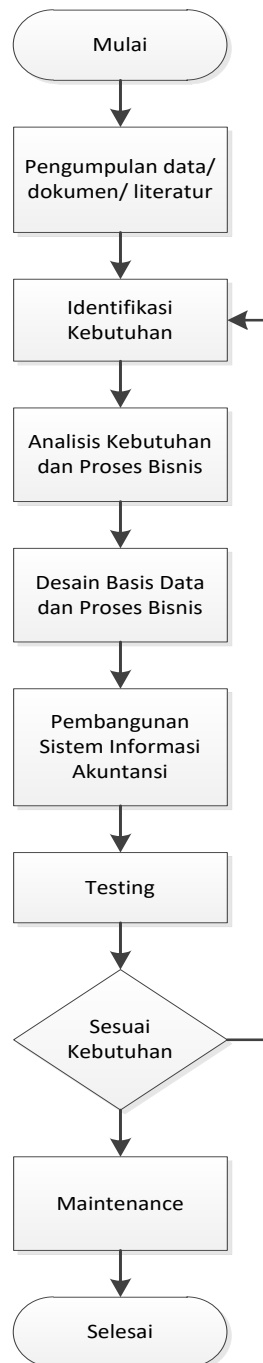 Mulai
Pengumpulan data/
dokumen/ literatur
Identifikasi
Kebutuhan
Analisis Kebutuhan
dan Proses Bisnis
Desain Basis Data
dan Proses Bisnis
Pembangunan
Sistem Informasi
Akuntansi
Testing
Sesuai
Kebutuhan
Maintenance
Selesai